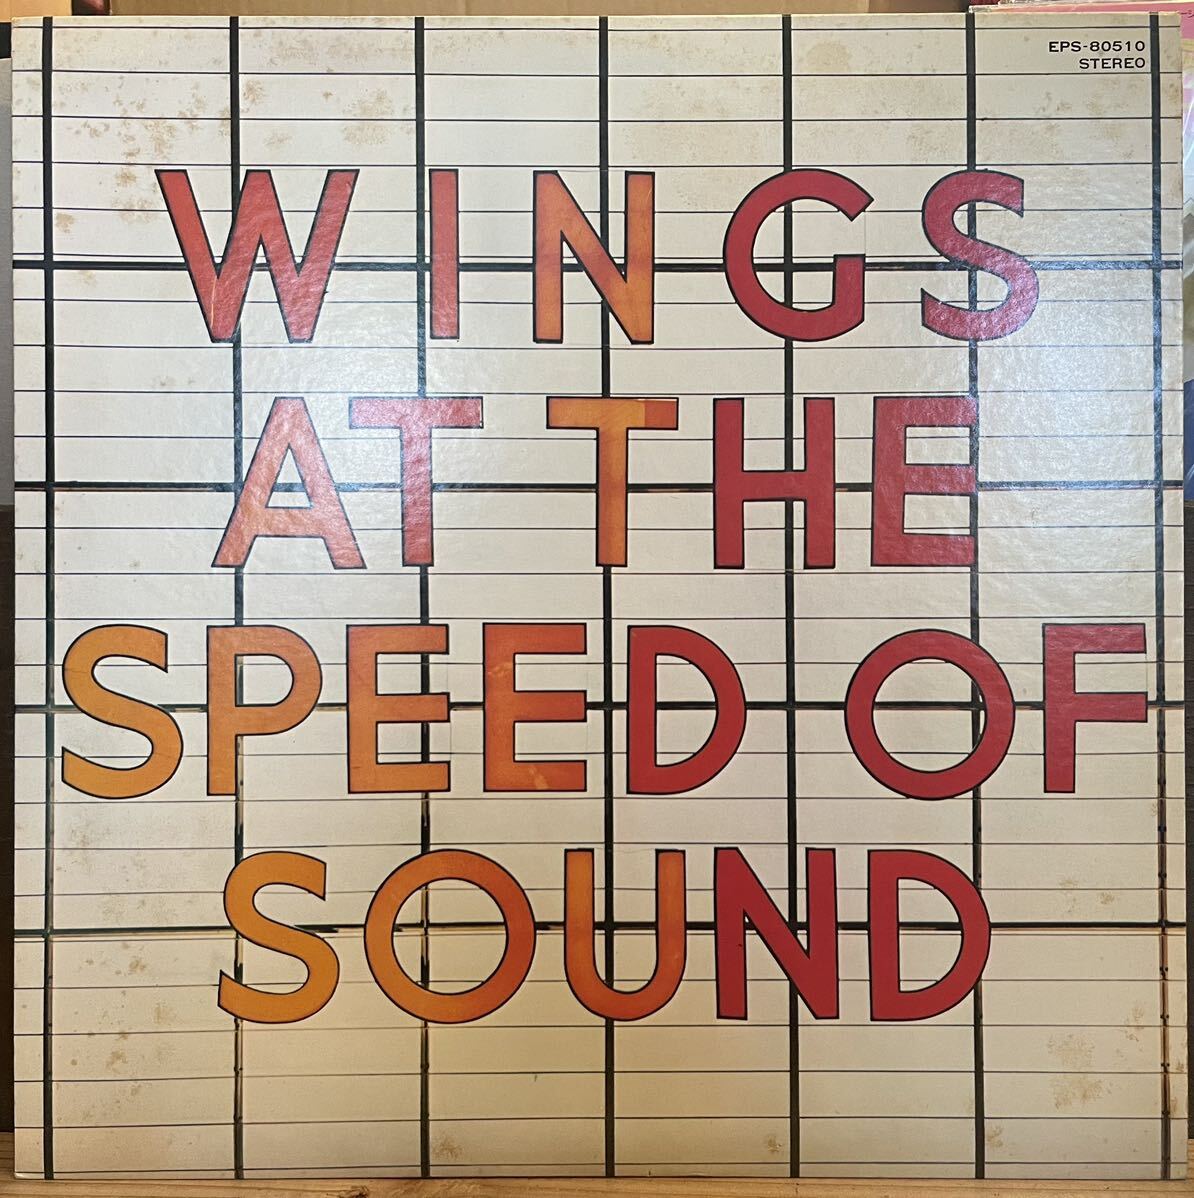 EPS-80510
STEREO
WINGS
AT THE
SPEED OF
SOUND